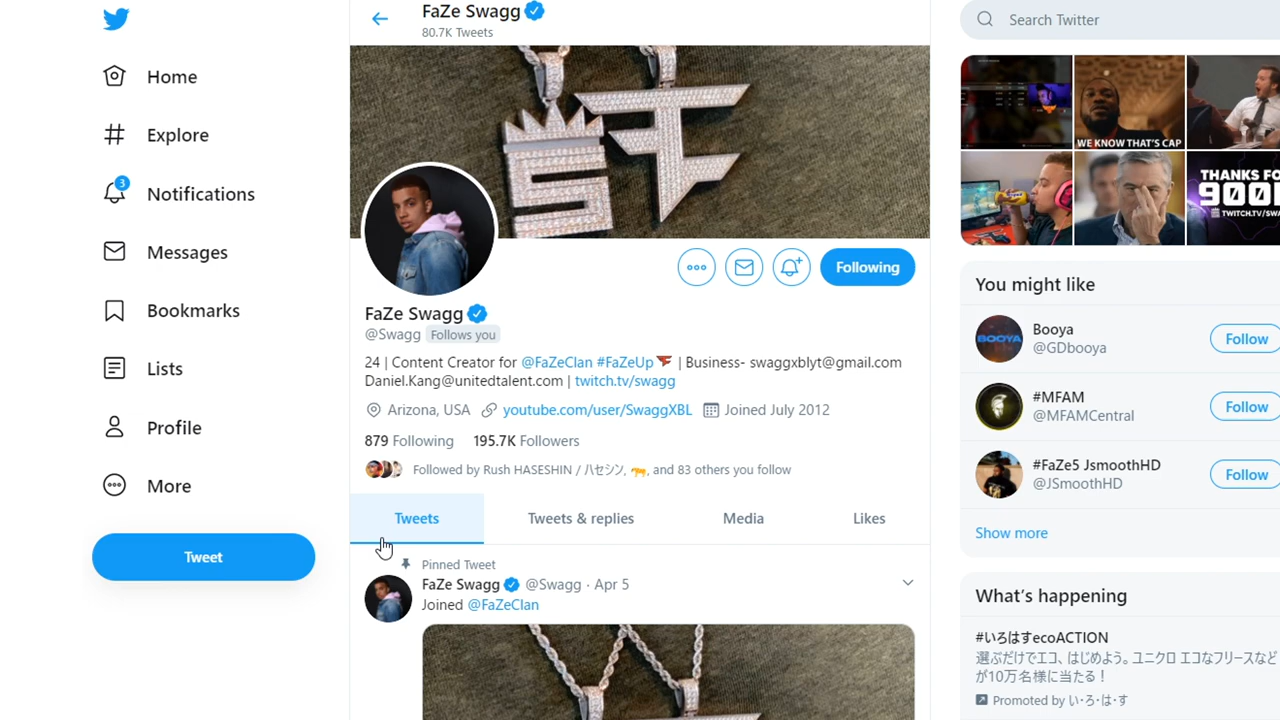 FaZe Swagg
80.7K Tweets
Search Twitter
Home
Explore
3
Notifications
Messages
Bookmarks
Lists
Profile
More
Tweet
WE KNOW THAT'S CAP
THANKS FO
900
TWITCH.TV/SWA
Following
FaZe Swagg
@Swagg Follows you
24 | Content Creator for @FaZeClan #FaZeUp | Business- swaggxblyt@gmail.com
Daniel.Kang@unitedtalent.com | twitch.tv/swagg
Arizona, USA youtube.com/user/SwaggXBL Joined July 2012
879 Following 195.7K Followers
Followed by Rush HASESHIN / ハセシン, 🐅, and 83 others you follow
Tweets Tweets & replies Media Likes
Pinned Tweet
FaZe Swagg @Swagg · Apr 5
Joined @FaZeClan
You might like
BOOYA
Booya
@GDbooya
Follow
#MFAM
@MFAMCentral
Follow
#FaZe5 JsmoothHD
@JSmoothHD
Follow
Show more
What's happening
#いろはすecoACTION
選ぶだけでエコ、はじめよう。ユニクロ エコなフリースなど
が10万名様に当たる！
Promoted by い・ろ・は・す